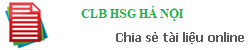 CLB HSG HÀ NỘI
Chia sẻ tài liệu online